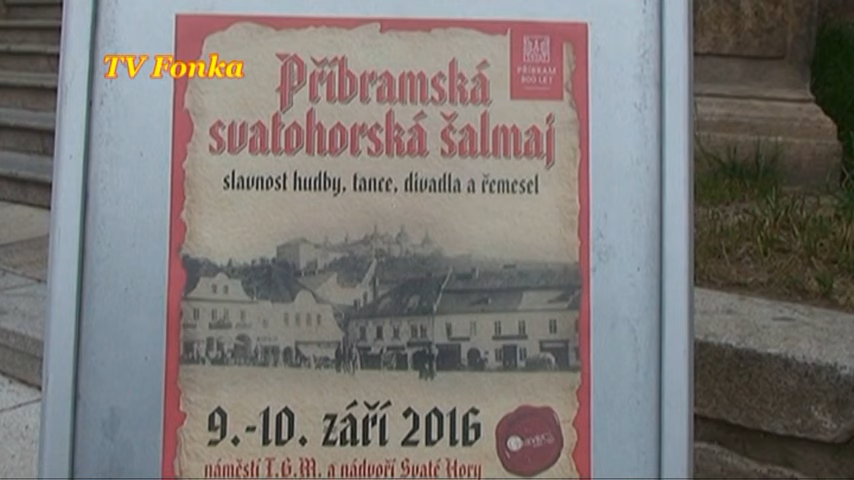 TV Fonka
PŘÍBRAM
800 LET
Příbramská
svatohorská šalmaj
slavnost hudby, tance, divadla a řemesel
9.-10. září 2016
náměstí T.G.M. a nádvoří Svaté Hory